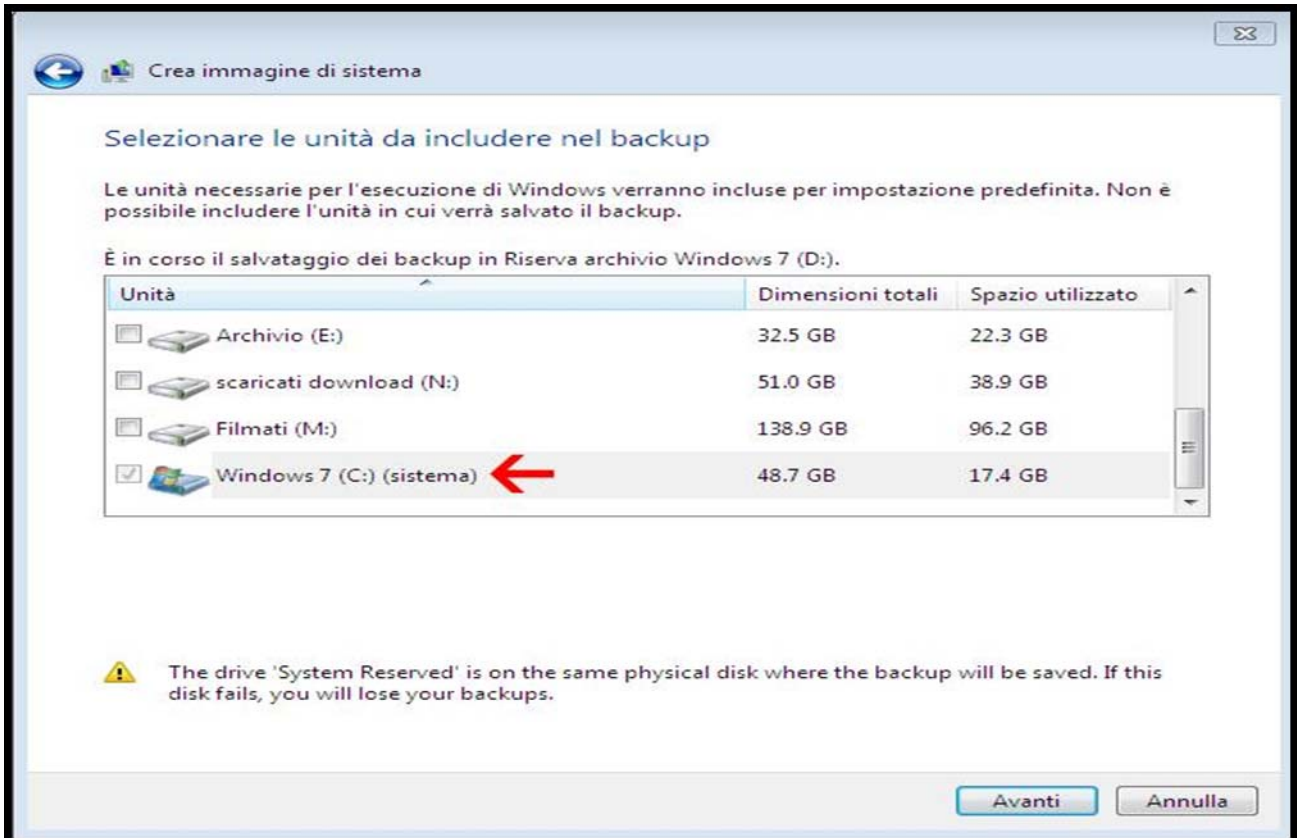 Crea immagine di sistema
Selezionare le unità da includere nel backup
Le unità necessarie per l'esecuzione di Windows verranno incluse per impostazione predefinita. Non è
possibile includere l'unità in cui verrà salvato il backup.
È in corso il salvataggio dei backup in Riserva archivio Windows 7 (D:).
Unità Dimensioni totali Spazio utilizzato
Archivio (E:) 32.5 GB 22.3 GB
scaricati download (N:) 51.0 GB 38.9 GB
Filmati (M:) 138.9 GB 96.2 GB
Windows 7 (C:) (sistema) 48.7 GB 17.4 GB
The drive 'System Reserved' is on the same physical disk where the backup will be saved. If this
disk fails, you will lose your backups.
Avanti Annulla